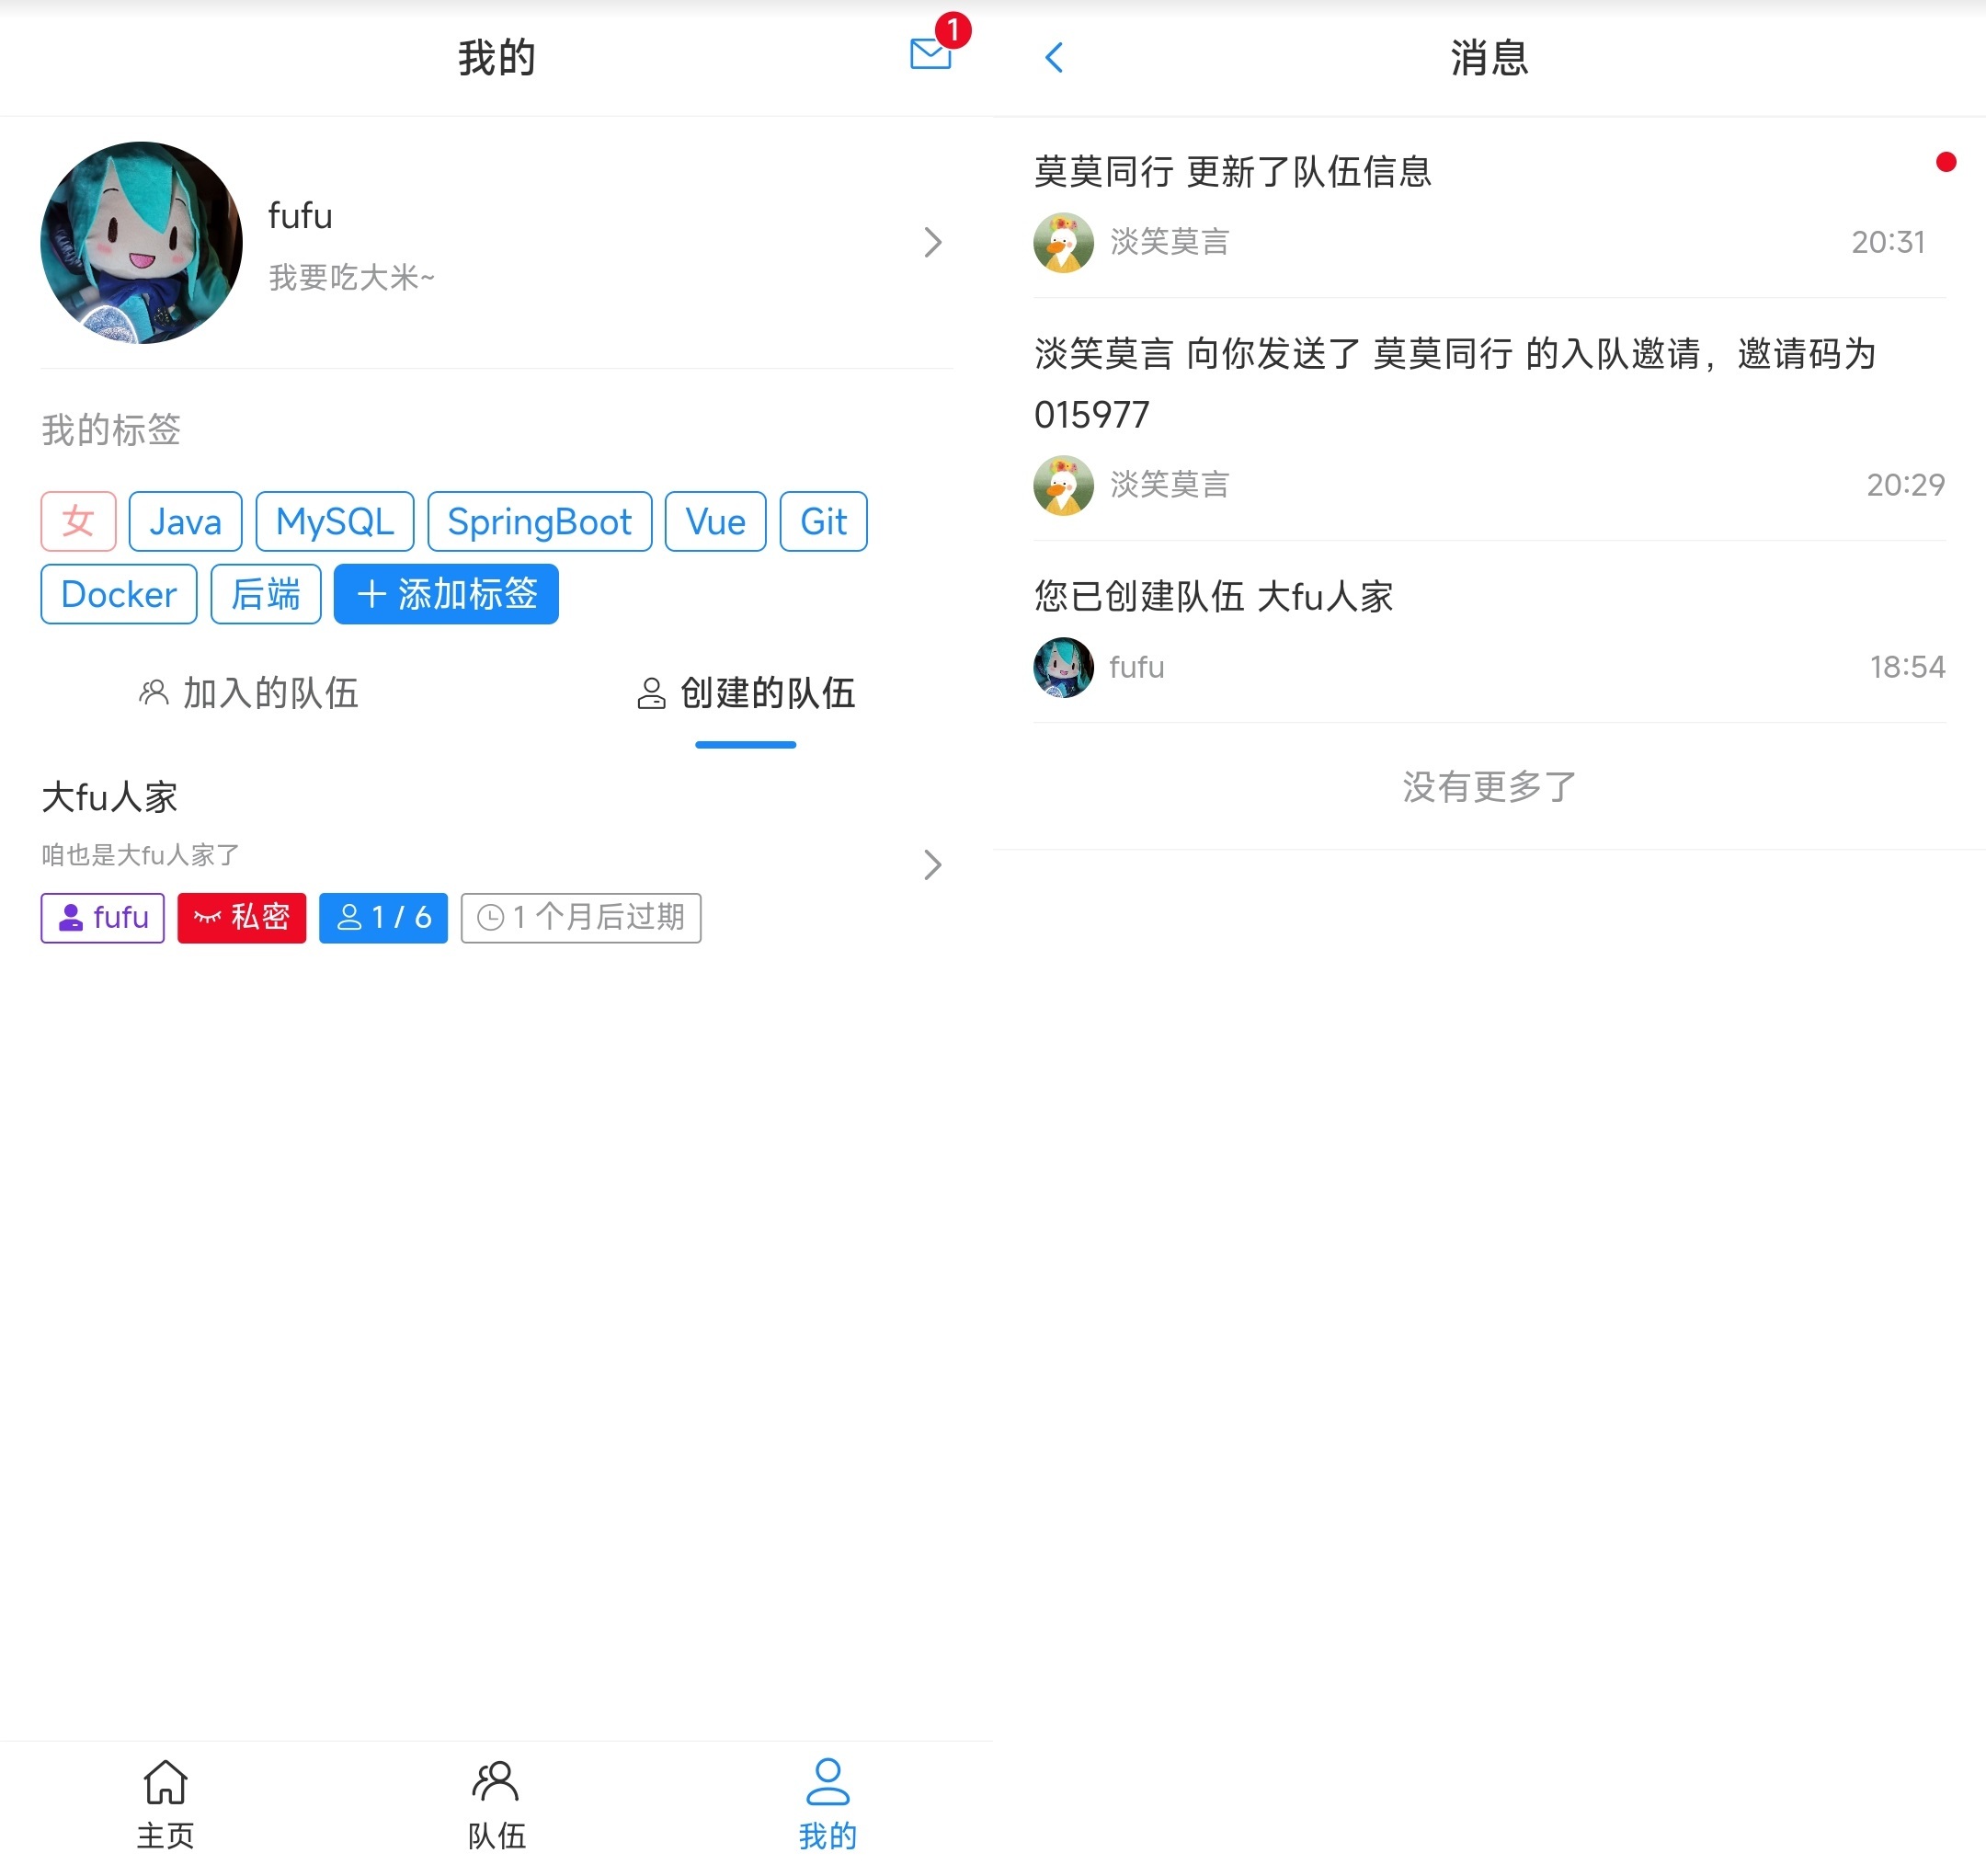 我的
1
fufu
我要吃大米~
我的标签
女 Java MySQL SpringBoot Vue Git
Docker 后端 添加标签
加入的队伍 创建的队伍
大fu人家
咱也是大fu人家了
fufu 私密 1 / 6 1 个月后过期
主页 队伍 我的
消息
莫莫同行 更新了队伍信息
淡笑莫言 20:31
淡笑莫言 向你发送了 莫莫同行 的入队邀请，邀请码为
015977
淡笑莫言 20:29
您已创建队伍 大fu人家
fufu 18:54
没有更多了